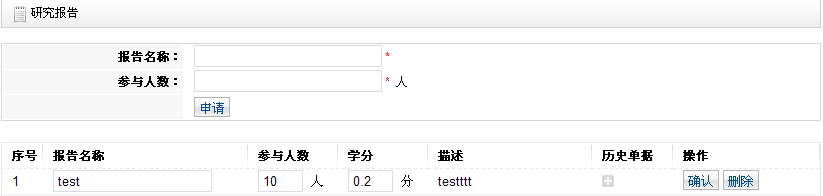 研究报告
报告名称： *
参与人数： * 人
申请
序号 报告名称 参与人数 学分 描述 历史单据 操作
1 test 10 人 0.2 分 testttt 确认 删除